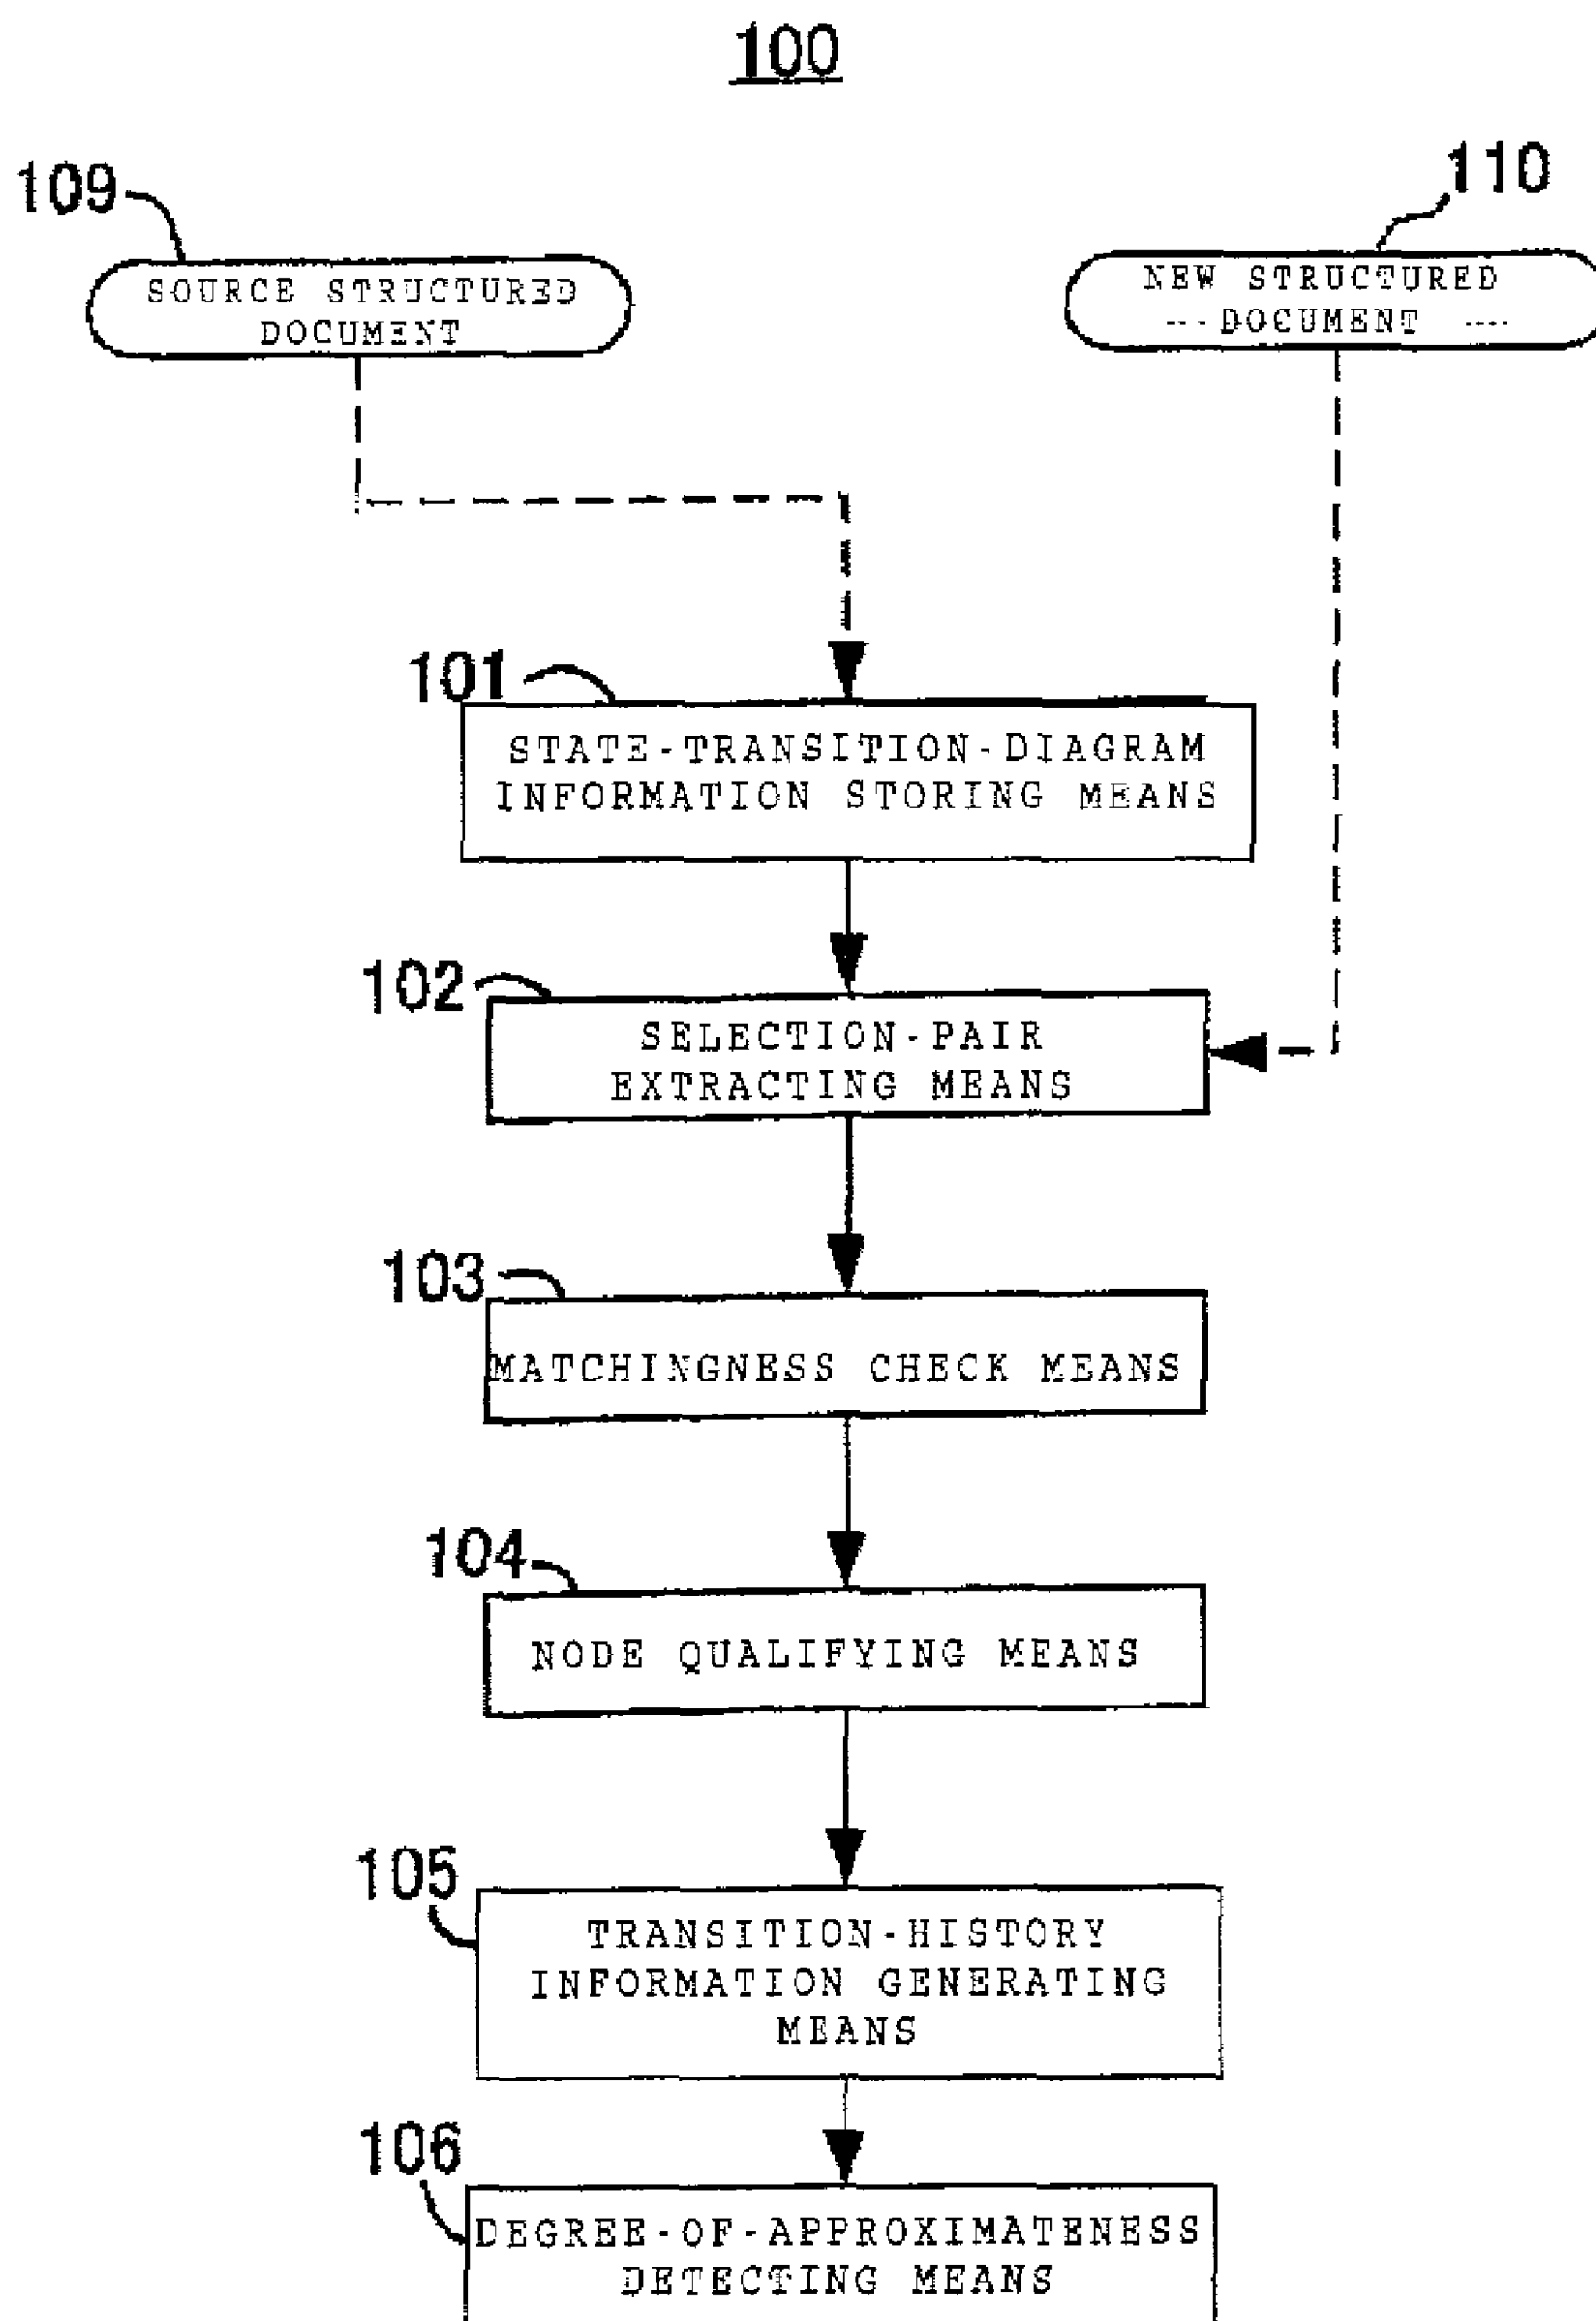 100
109
110
SOURCE STRUCTURED
DOCUMENT
NEW STRUCTURED
DOCUMENT
101
STATE-TRANSITION-DIAGRAM
INFORMATION STORING MEANS
102
SELECTION-PAIR
EXTRACTING MEANS
103
MATCHINGNESS CHECK MEANS
104
NODE QUALIFYING MEANS
105
TRANSITION-HISTORY
INFORMATION GENERATING
MEANS
106
DEGREE-OF-APPROXIMATENESS
DETECTING MEANS